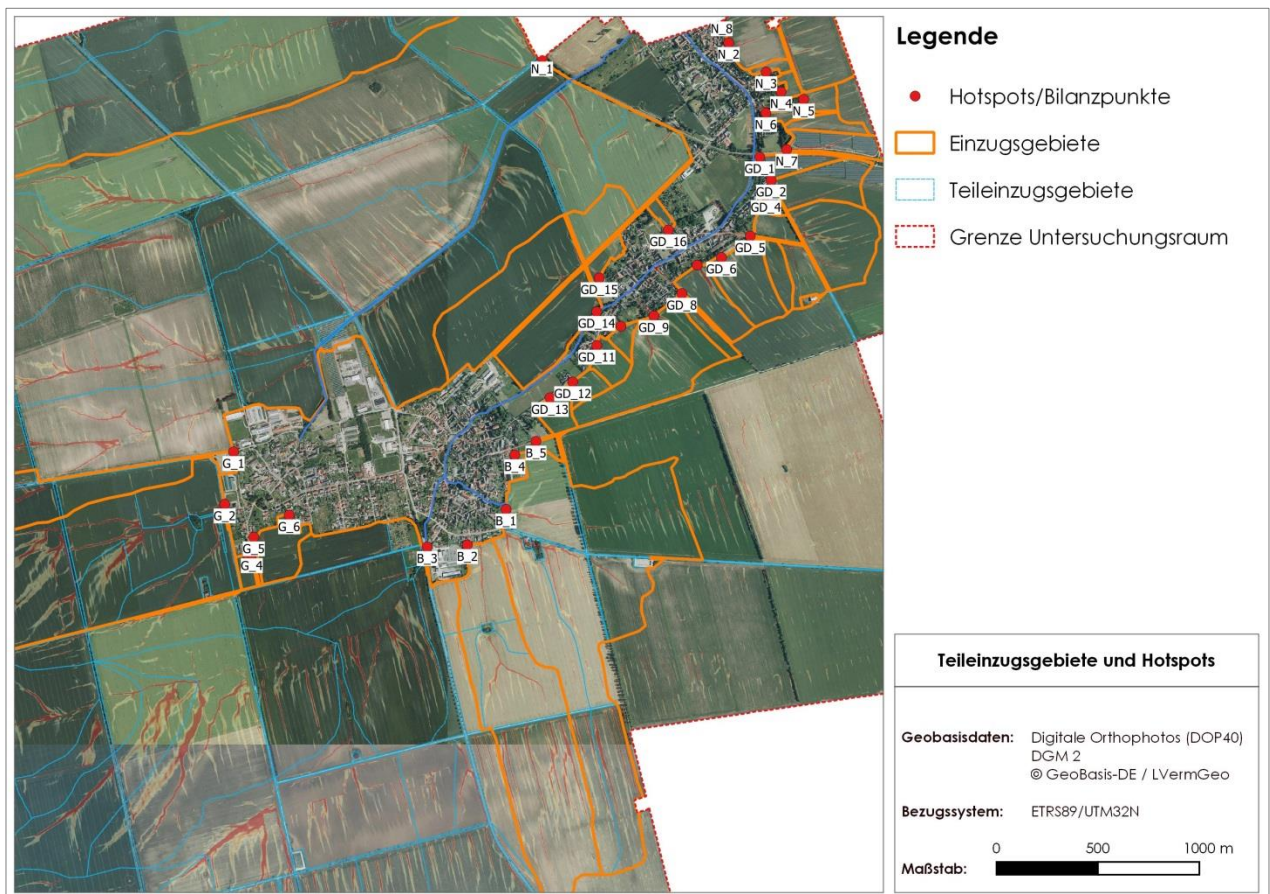 N_8
N_2
N_1
N_3
N_4
N_5
N_6
N_7
GD_1
GD_2
GD_4
GD_16
GD_5
GD_6
GD_15
GD_8
GD_14
GD_9
GD_11
GD_12
GD_13
G_1
B_5
B_4
G_2
G_6
B_1
G_5
G_4
B_3
B_2
Legende
Hotspots/Bilanzpunkte
Einzugsgebiete
Teileinzugsgebiete
Grenze Untersuchungsraum
Teileinzugsgebiete und Hotspots
Geobasisdaten: Digitale Orthophotos (DOP40)
DGM 2
© GeoBasis-DE / LVermGeo
Bezugssystem: ETRS89/UTM32N
0 500 1000 m
Maßstab: